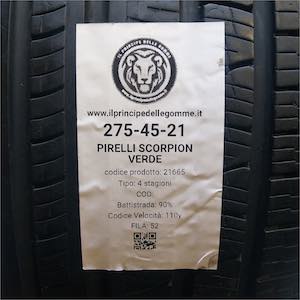 IL PRINCIPE DELLE GOMME
www.ilprincipedellegomme.it
275-45-21
PIRELLI SCORPION
VERDE
codice prodotto: 21665
Tipo: 4 stagioni
COD:
Battistrada: 90%
Codice Velocità: 110y
FILA: 52